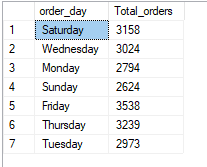 order_day Total_orders
1 Saturday 3158
2 Wednesday 3024
3 Monday 2794
4 Sunday 2624
5 Friday 3538
6 Thursday 3239
7 Tuesday 2973